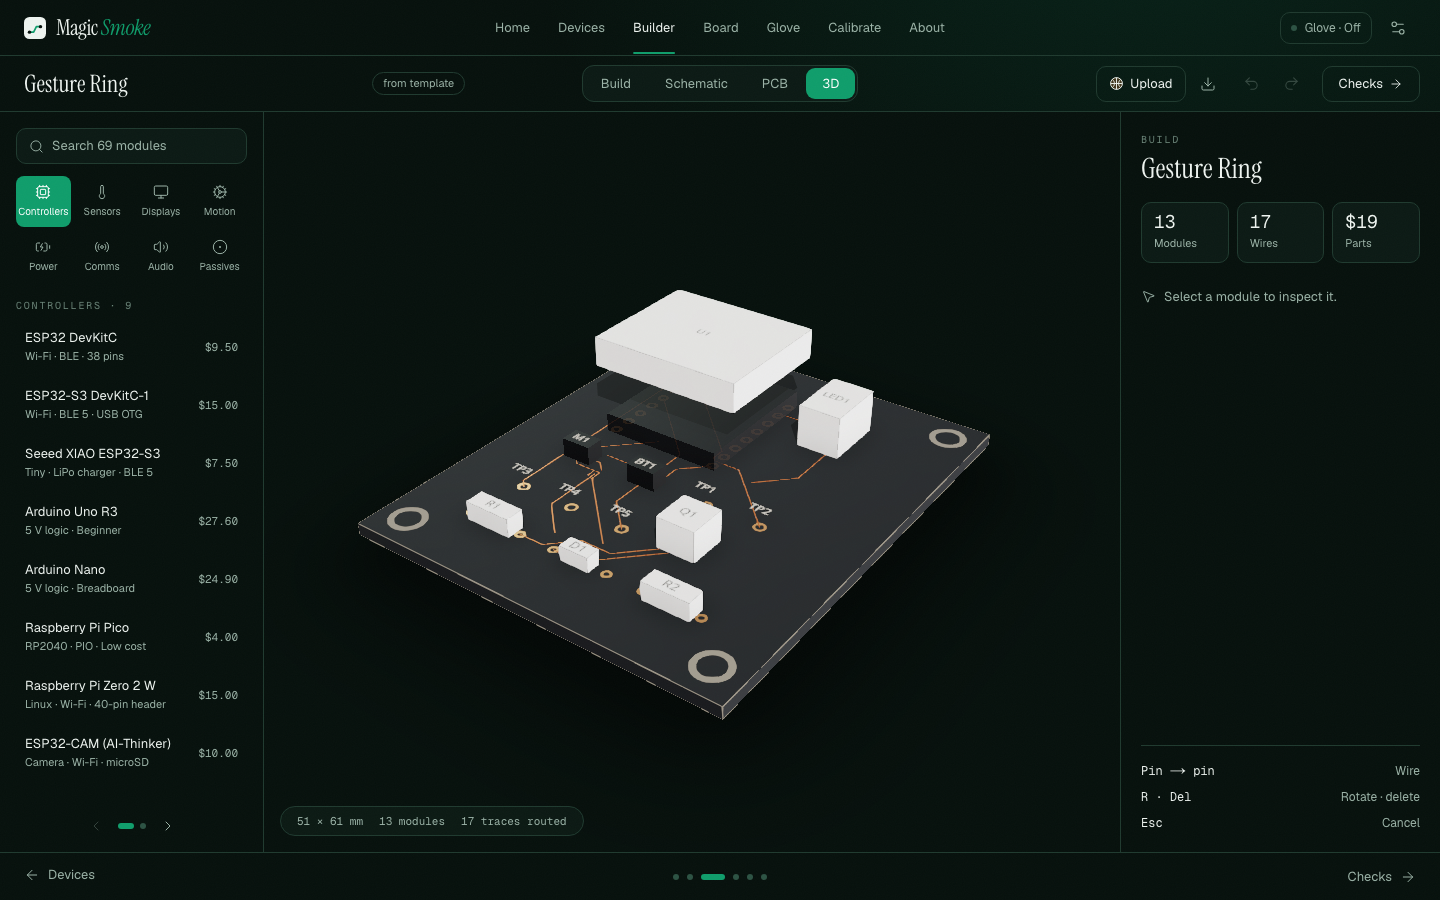 Magic Smoke
Home
Devices
Builder
Board
Glove
Calibrate
About
Glove · Off
Gesture Ring
from template
Build
Schematic
PCB
3D
Upload
Checks
Search 69 modules
Controllers
Sensors
Displays
Motion
Power
Comms
Audio
Passives
CONTROLLERS · 9
ESP32 DevKitC
Wi-Fi · BLE · 38 pins
$9.50
ESP32-S3 DevKitC-1
Wi-Fi · BLE 5 · USB OTG
$15.00
Seeed XIAO ESP32-S3
Tiny · LiPo charger · BLE 5
$7.50
Arduino Uno R3
5 V logic · Beginner
$27.60
Arduino Nano
5 V logic · Breadboard
$24.90
Raspberry Pi Pico
RP2040 · PIO · Low cost
$4.00
Raspberry Pi Zero 2 W
Linux · Wi-Fi · 40-pin header
$15.00
ESP32-CAM (AI-Thinker)
Camera · Wi-Fi · microSD
$10.00
U1
LED1
M1
BT1
TP3
TP4
TP1
TP5
TP2
R1
Q1
D1
R2
51 × 61 mm 13 modules 17 traces routed
BUILD
Gesture Ring
13
Modules
17
Wires
$19
Parts
Select a module to inspect it.
Pin → pin
Wire
R · Del
Rotate · delete
Esc
Cancel
Devices
Checks